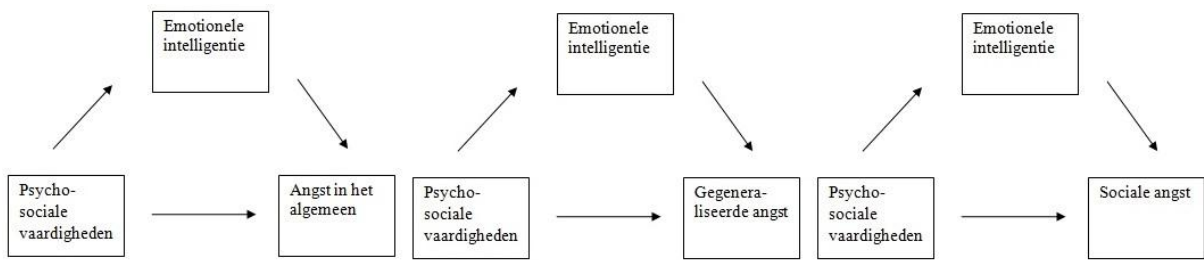 Emotionele
intelligentie
Psycho-
sociale
vaardigheden
Angst in het
algemeen
Emotionele
intelligentie
Psycho-
sociale
vaardigheden
Gegenera-
liseerde angst
Emotionele
intelligentie
Psycho-
sociale
vaardigheden
Sociale angst